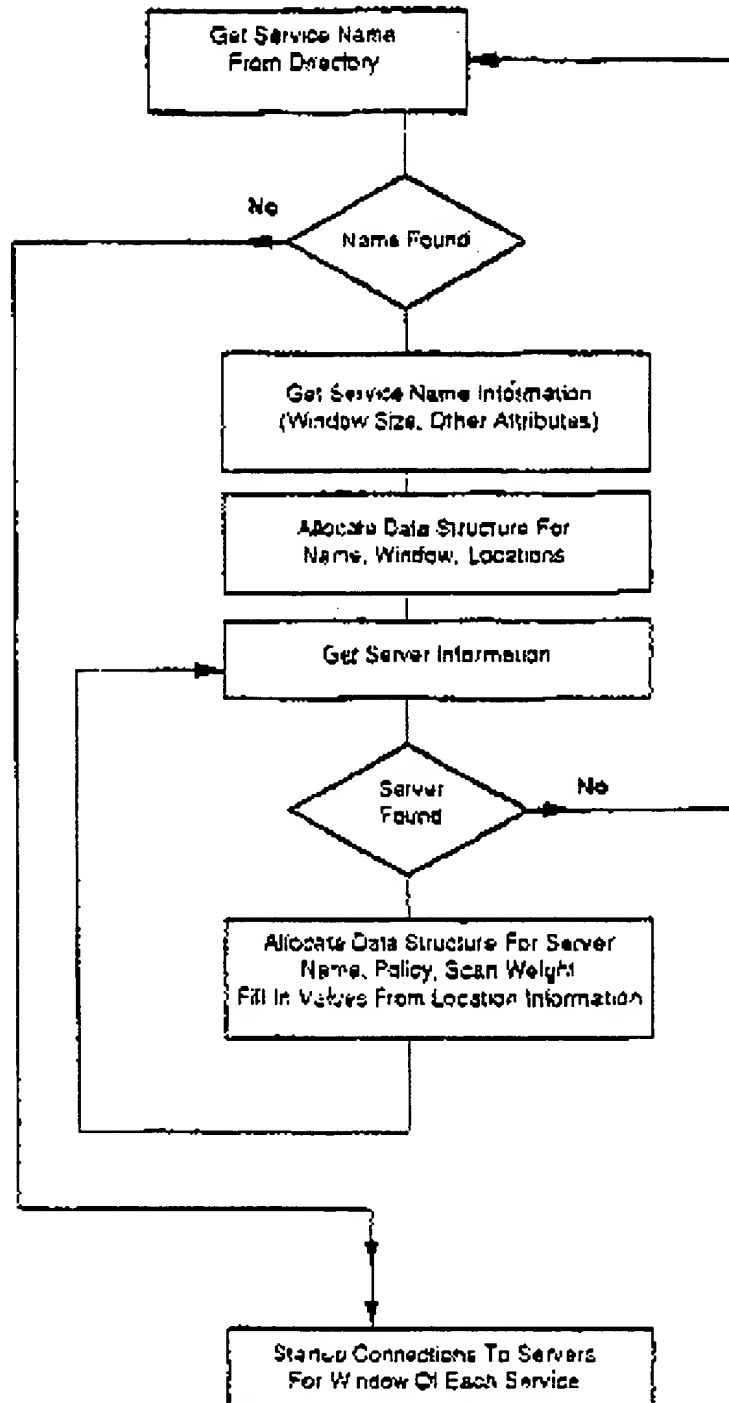 Get Service Name
From Directory
No
Name Found
Get Service Name Information
(Window Size, Other Attributes)
Allocate Data Structure For
Name, Window, Locations
Get Server Information
Server
Found
No
Allocate Data Structure For Server
Name, Policy, Scan Weight
Fill In Values From Location Information
Startup Connections To Servers
For Window Of Each Service